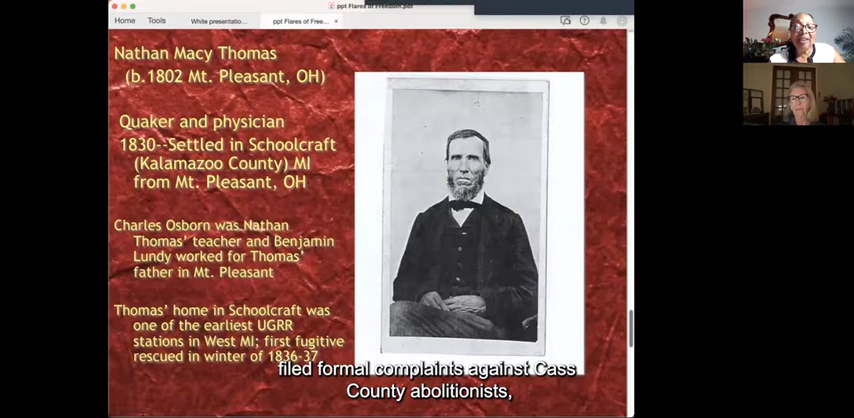 ppt Flares of Freedom.pdf
Home
Tools
White presentatio...
ppt Flares of Free...
Nathan Macy Thomas
(b.1802 Mt. Pleasant, OH)
Quaker and physician
1830--Settled in Schoolcraft
(Kalamazoo County) MI
from Mt. Pleasant, OH
Charles Osborn was Nathan
Thomas' teacher and Benjamin
Lundy worked for Thomas'
father in Mt. Pleasant
Thomas' home in Schoolcraft was
one of the earliest UGRR
stations in West MI; first fugitive
rescued in winter of 1836-37
filed formal complaints against Cass
County abolitionists,